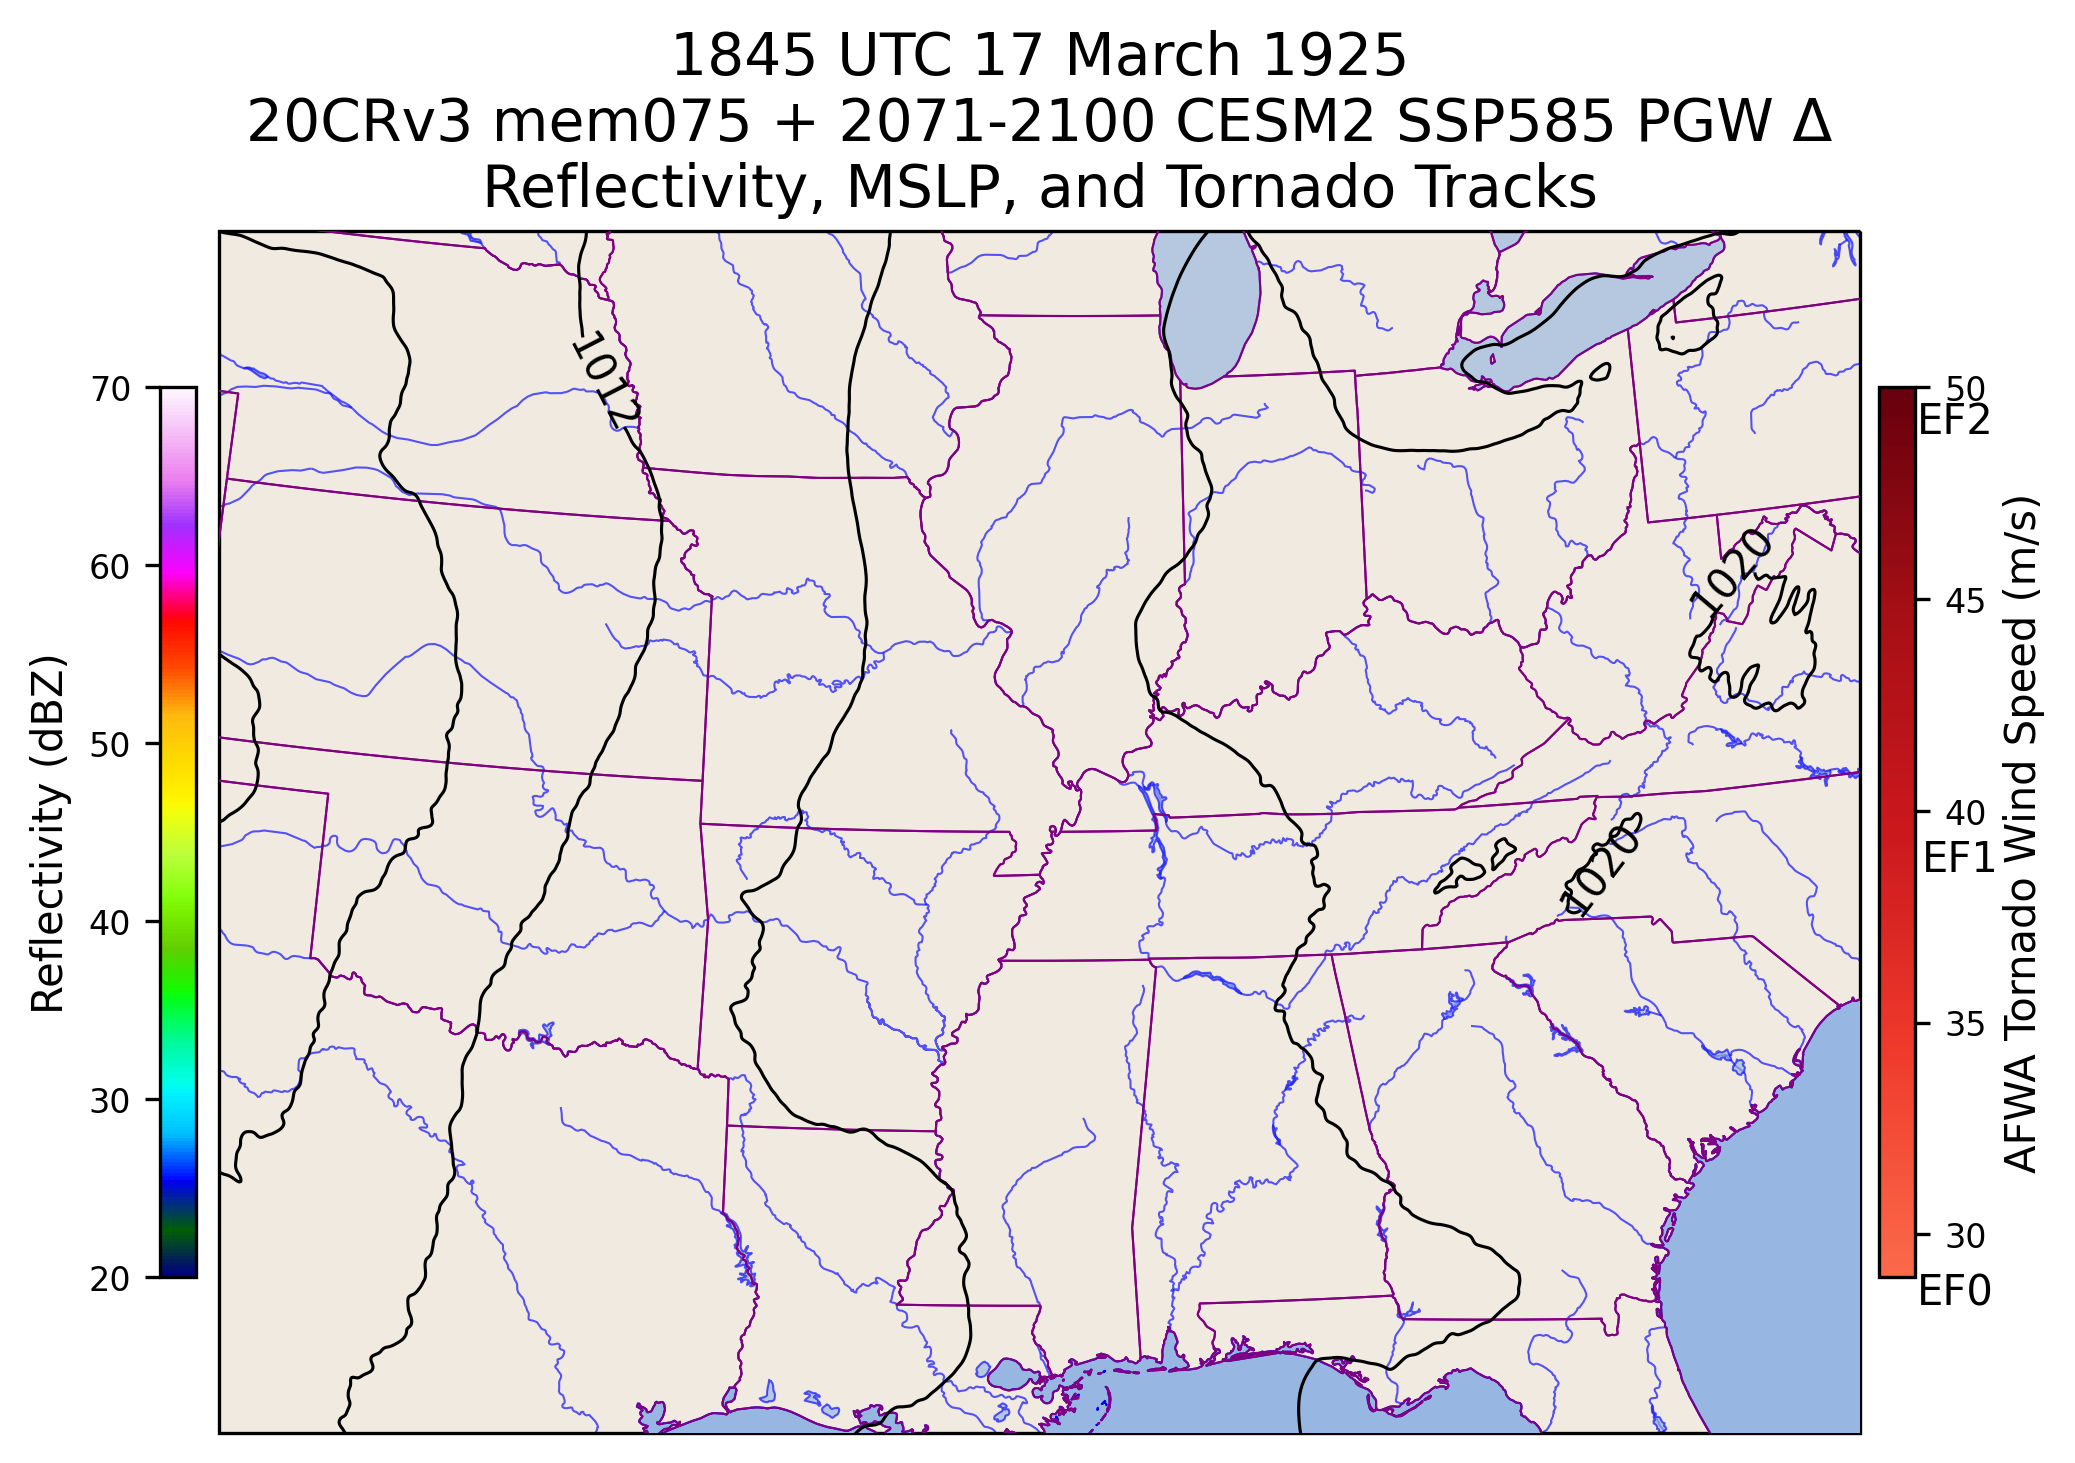 1845 UTC 17 March 1925
20CRv3 mem075 + 2071-2100 CESM2 SSP585 PGW Δ
Reflectivity, MSLP, and Tornado Tracks
Reflectivity (dBZ)
70
60
50
40
30
20
1012
1020
1020
50
EF2
45
40
EF1
35
30
EF0
AFWA Tornado Wind Speed (m/s)